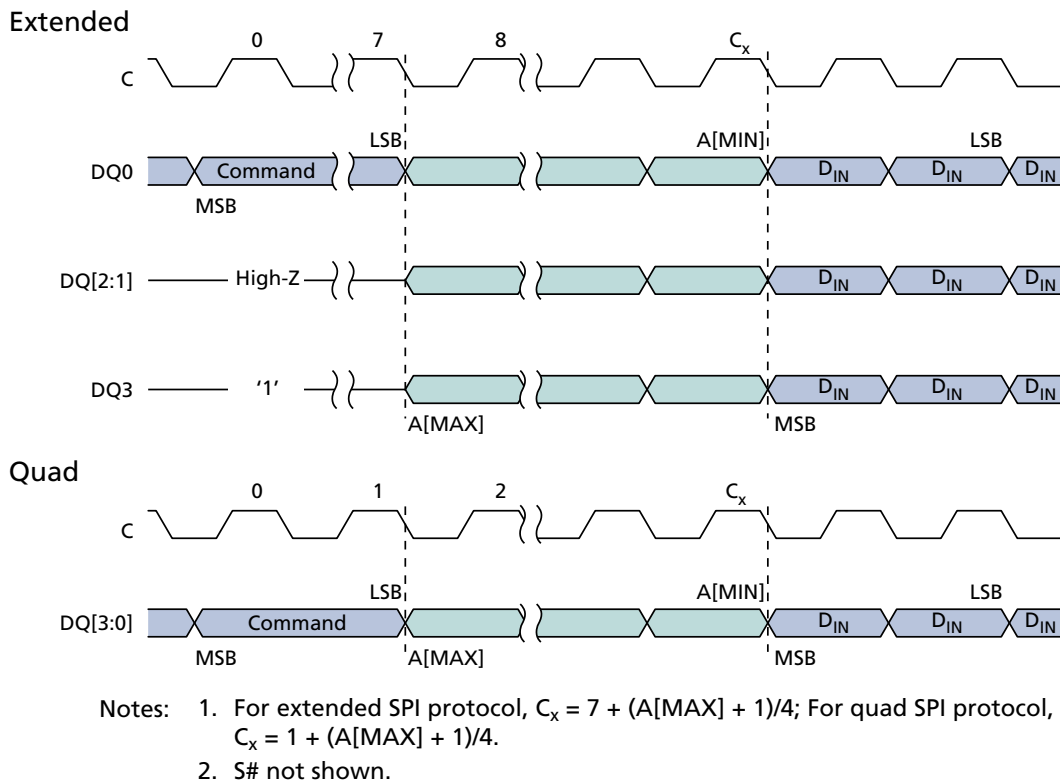 Extended
0 7 8 Cx
C
LSB A[MIN] LSB
DQ0 Command DIN DIN DIN
MSB
DQ[2:1] High-Z DIN DIN DIN
DQ3 ‘1’ DIN DIN DIN
A[MAX] MSB
Quad
0 1 2 Cx
C
LSB A[MIN] LSB
DQ[3:0] Command DIN DIN DIN
MSB A[MAX] MSB
Notes: 1. For extended SPI protocol, Cx = 7 + (A[MAX] + 1)/4; For quad SPI protocol,
Cx = 1 + (A[MAX] + 1)/4.
2. S# not shown.